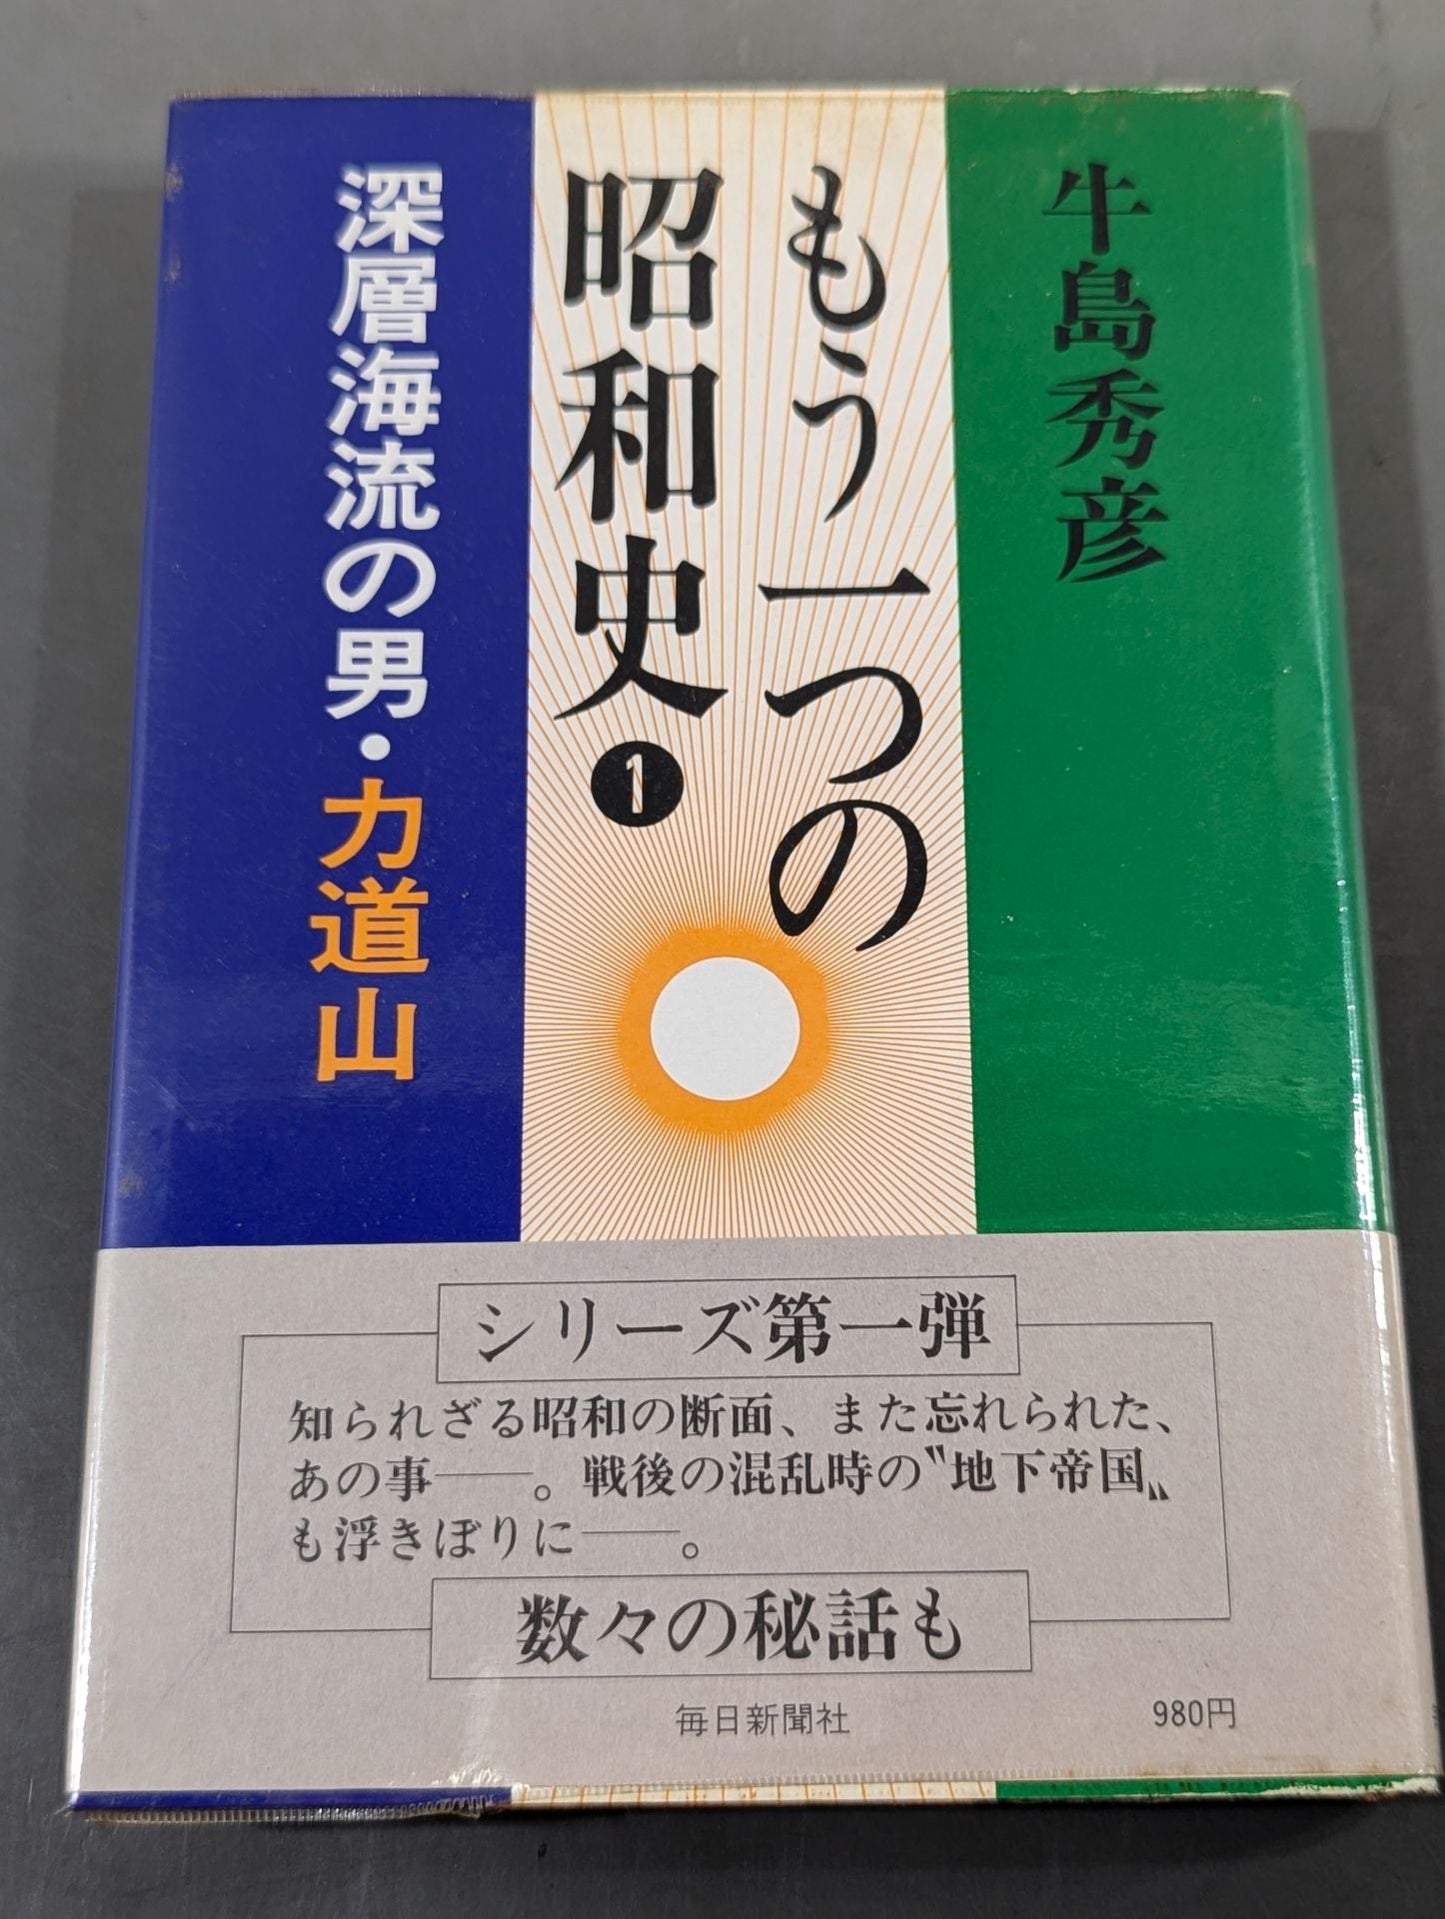 牛島秀彦
もう一つの
昭和史❶
深層海流の男・力道山
シリーズ第一弾
知られざる昭和の断面、また忘れられた、
あの事――。戦後の混乱時の〝地下帝国〟
も浮きぼりに――。
数々の秘話も
毎日新聞社
980円